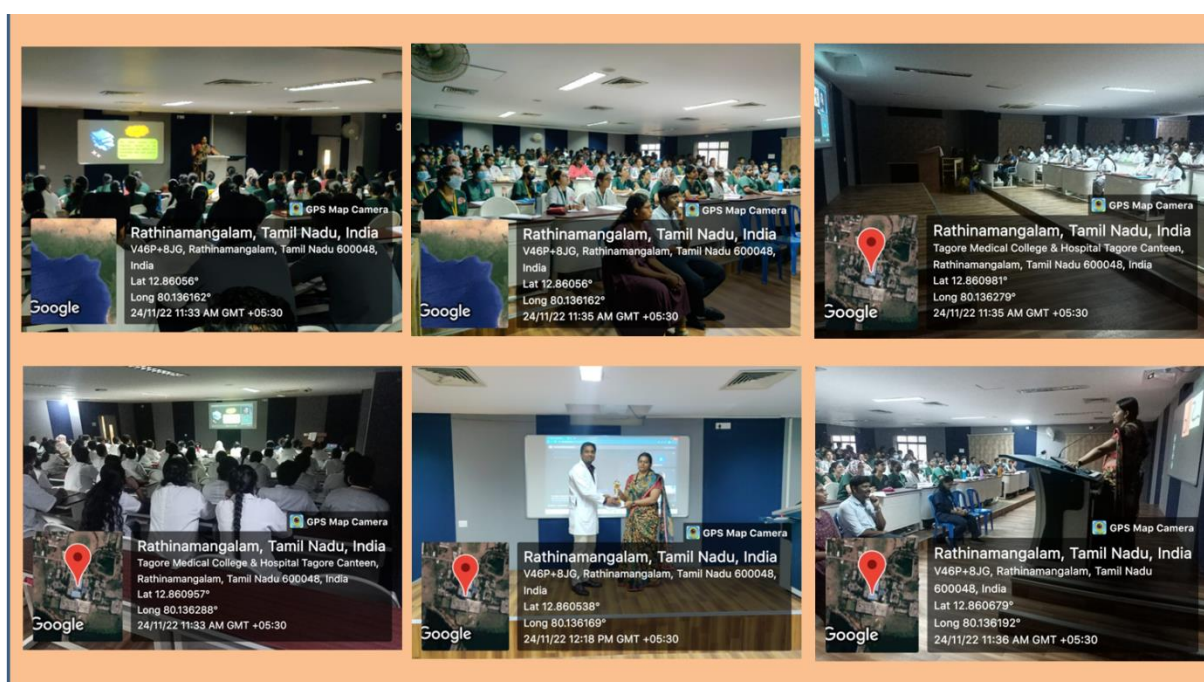 GPS Map Camera
Rathinamangalam, Tamil Nadu, India
V46P+8JG, Rathinamangalam, Tamil Nadu 600048,
India
Lat 12.86056°
Long 80.136162°
24/11/22 11:33 AM GMT +05:30
Google
GPS Map Camera
Rathinamangalam, Tamil Nadu, India
V46P+8JG, Rathinamangalam, Tamil Nadu 600048,
India
Lat 12.86056°
Long 80.136162°
24/11/22 11:35 AM GMT +05:30
Google
GPS Map Camera
Rathinamangalam, Tamil Nadu, India
Tagore Medical College & Hospital Tagore Canteen,
Rathinamangalam, Tamil Nadu 600048, India
Lat 12.860981°
Long 80.136279°
24/11/22 11:35 AM GMT +05:30
Google
GPS Map Camera
Rathinamangalam, Tamil Nadu, India
Tagore Medical College & Hospital Tagore Canteen,
Rathinamangalam, Tamil Nadu 600048, India
Lat 12.860957°
Long 80.136288°
24/11/22 11:33 AM GMT +05:30
Google
GPS Map Camera
Rathinamangalam, Tamil Nadu, India
V46P+8JG, Rathinamangalam, Tamil Nadu 600048,
India
Lat 12.860538°
Long 80.136169°
24/11/22 12:18 PM GMT +05:30
Google
GPS Map Camera
Rathinamangalam, Tamil Nadu, India
V46P+8JG, Rathinamangalam, Tamil Nadu
600048, India
Lat 12.860679°
Long 80.136192°
24/11/22 11:36 AM GMT +05:30
Google